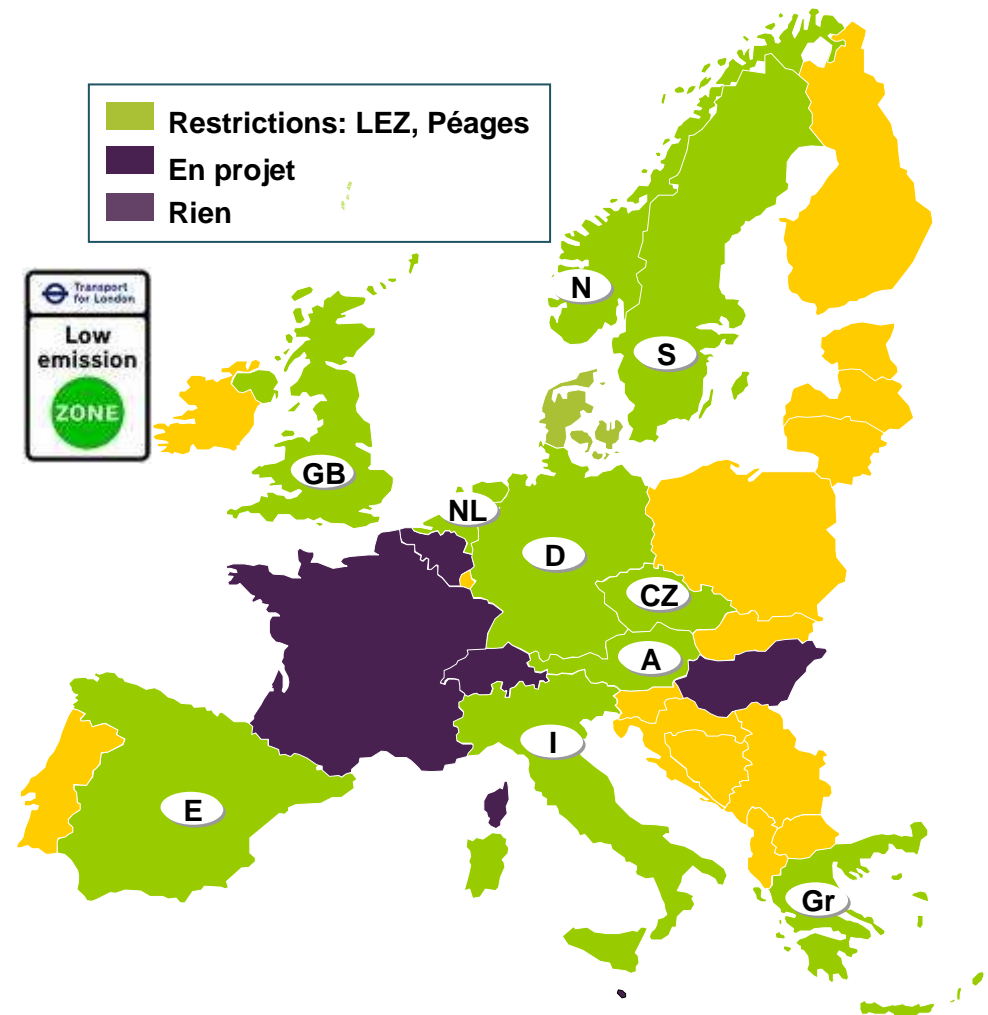 Restrictions: LEZ, Péages
En projet
Rien
Transport
for London
Low
emission
ZONE
N
S
GB
NL
D
CZ
A
I
E
Gr